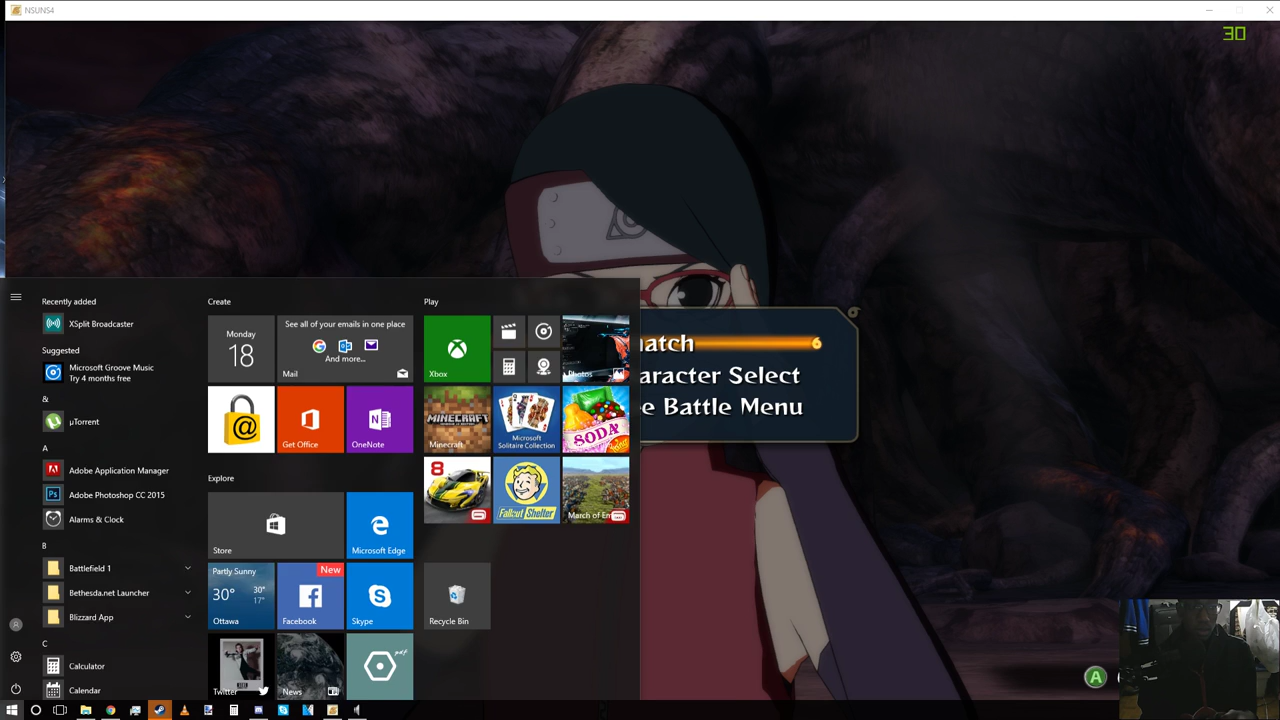 NSUNS4
30
Recently added
XSplit Broadcaster
Suggested
Microsoft Groove Music
Try 4 months free
&
µTorrent
A
Adobe Application Manager
Adobe Photoshop CC 2015
Alarms & Clock
B
Battlefield 1
Bethesda.net Launcher
Blizzard App
C
Calculator
Calendar
Create
Monday
18
See all of your emails in one place
And more...
Mail
Get Office
OneNote
Explore
Store
Microsoft Edge
Partly Sunny
30°
30°
17°
Ottawa
New
Facebook
Skype
Twitter
News
pdf
Play
Xbox
Photos
Minecraft
Microsoft
Solitaire Collection
SODA
8
Fallout Shelter
March of Em
Recycle Bin
atch
aracter Select
e Battle Menu
A